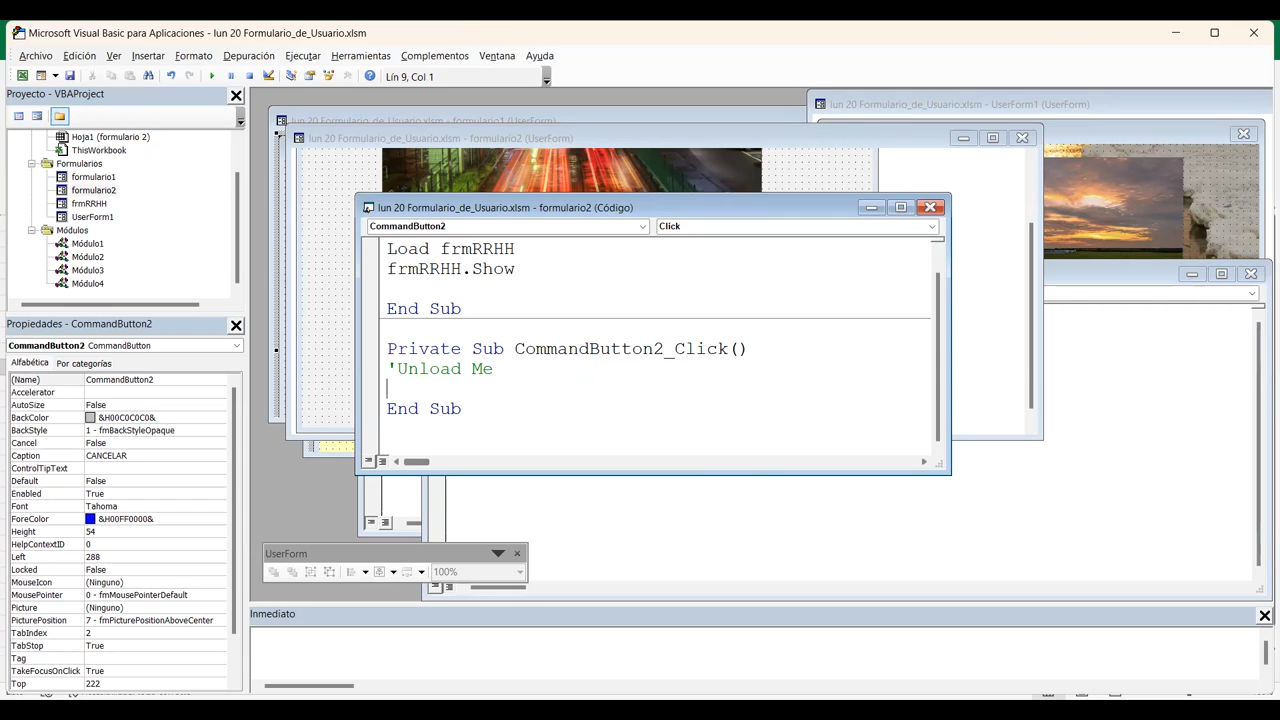 Microsoft Visual Basic para Aplicaciones - lun 20 Formulario_de_Usuario.xlsm
Archivo Edición Ver Insertar Formato Depuración Ejecutar Herramientas Complementos Ventana Ayuda
Lín 9, Col 1
Proyecto - VBAProject
Hoja1 (formulario 2)
ThisWorkbook
Formularios
formulario1
formulario2
frmRRHH
UserForm1
Módulos
Módulo1
Módulo2
Módulo3
Módulo4
Propiedades - CommandButton2
CommandButton2 CommandButton
Alfabética Por categorías
(Name) CommandButton2
Accelerator
AutoSize False
BackColor &H00C0C0C0&
BackStyle 1 - fmBackStyleOpaque
Cancel False
Caption CANCELAR
ControlTipText
Default False
Enabled True
Font Tahoma
ForeColor &H00FF0000&
Height 54
HelpContextID 0
Left 288
Locked False
MouseIcon (Ninguno)
MousePointer 0 - fmMousePointerDefault
Picture (Ninguno)
PicturePosition 7 - fmPicturePositionAboveCenter
TabIndex 2
TabStop True
Tag
TakeFocusOnClick True
Top 222
lun 20 Formulario_de_Usuario.xlsm - UserForm1 (UserForm)
lun 20 Formulario_de_Usuario.xlsm - formulario1 (UserForm)
lun 20 Formulario_de_Usuario.xlsm - formulario2 (UserForm)
lun 20 Formulario_de_Usuario.xlsm - formulario2 (Código)
CommandButton2 Click
Load frmRRHH
frmRRHH.Show
End Sub
Private Sub CommandButton2_Click()
'Unload Me
End Sub
UserForm
100%
Inmediato